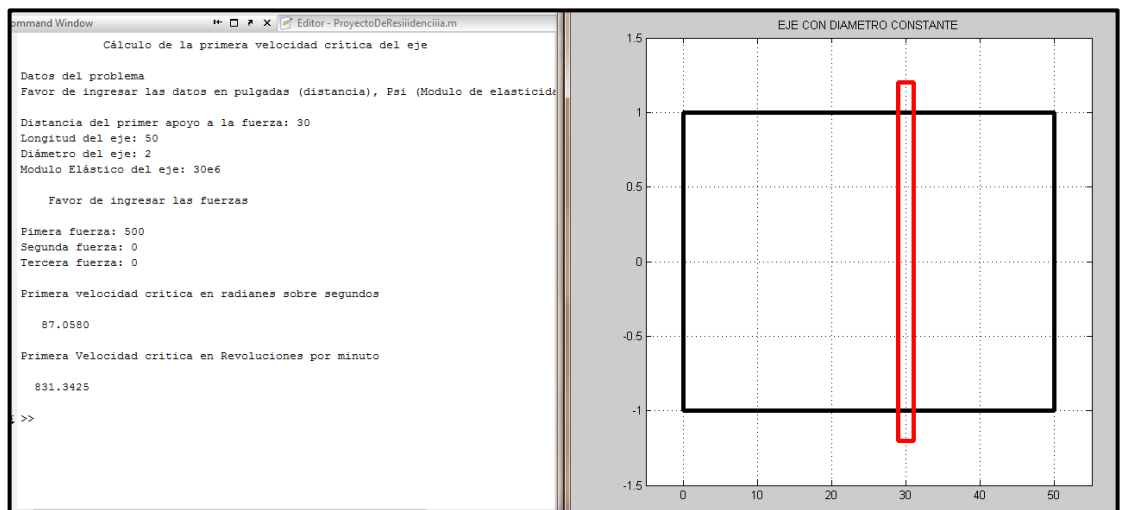 ommand Window
Editor - ProyectoDeResiiidenciiia.m
Cálculo de la primera velocidad crítica del eje
Datos del problema
Favor de ingresar las datos en pulgadas (distancia), Psi (Modulo de elasticida
Distancia del primer apoyo a la fuerza: 30
Longitud del eje: 50
Diámetro del eje: 2
Modulo Elástico del eje: 30e6
Favor de ingresar las fuerzas
Pimera fuerza: 500
Segunda fuerza: 0
Tercera fuerza: 0
Primera velocidad critica en radianes sobre segundos
87.0580
Primera Velocidad critica en Revoluciones por minuto
831.3425
>>
EJE CON DIAMETRO CONSTANTE
1.5
1
0.5
0
-0.5
-1
-1.5
0 10 20 30 40 50